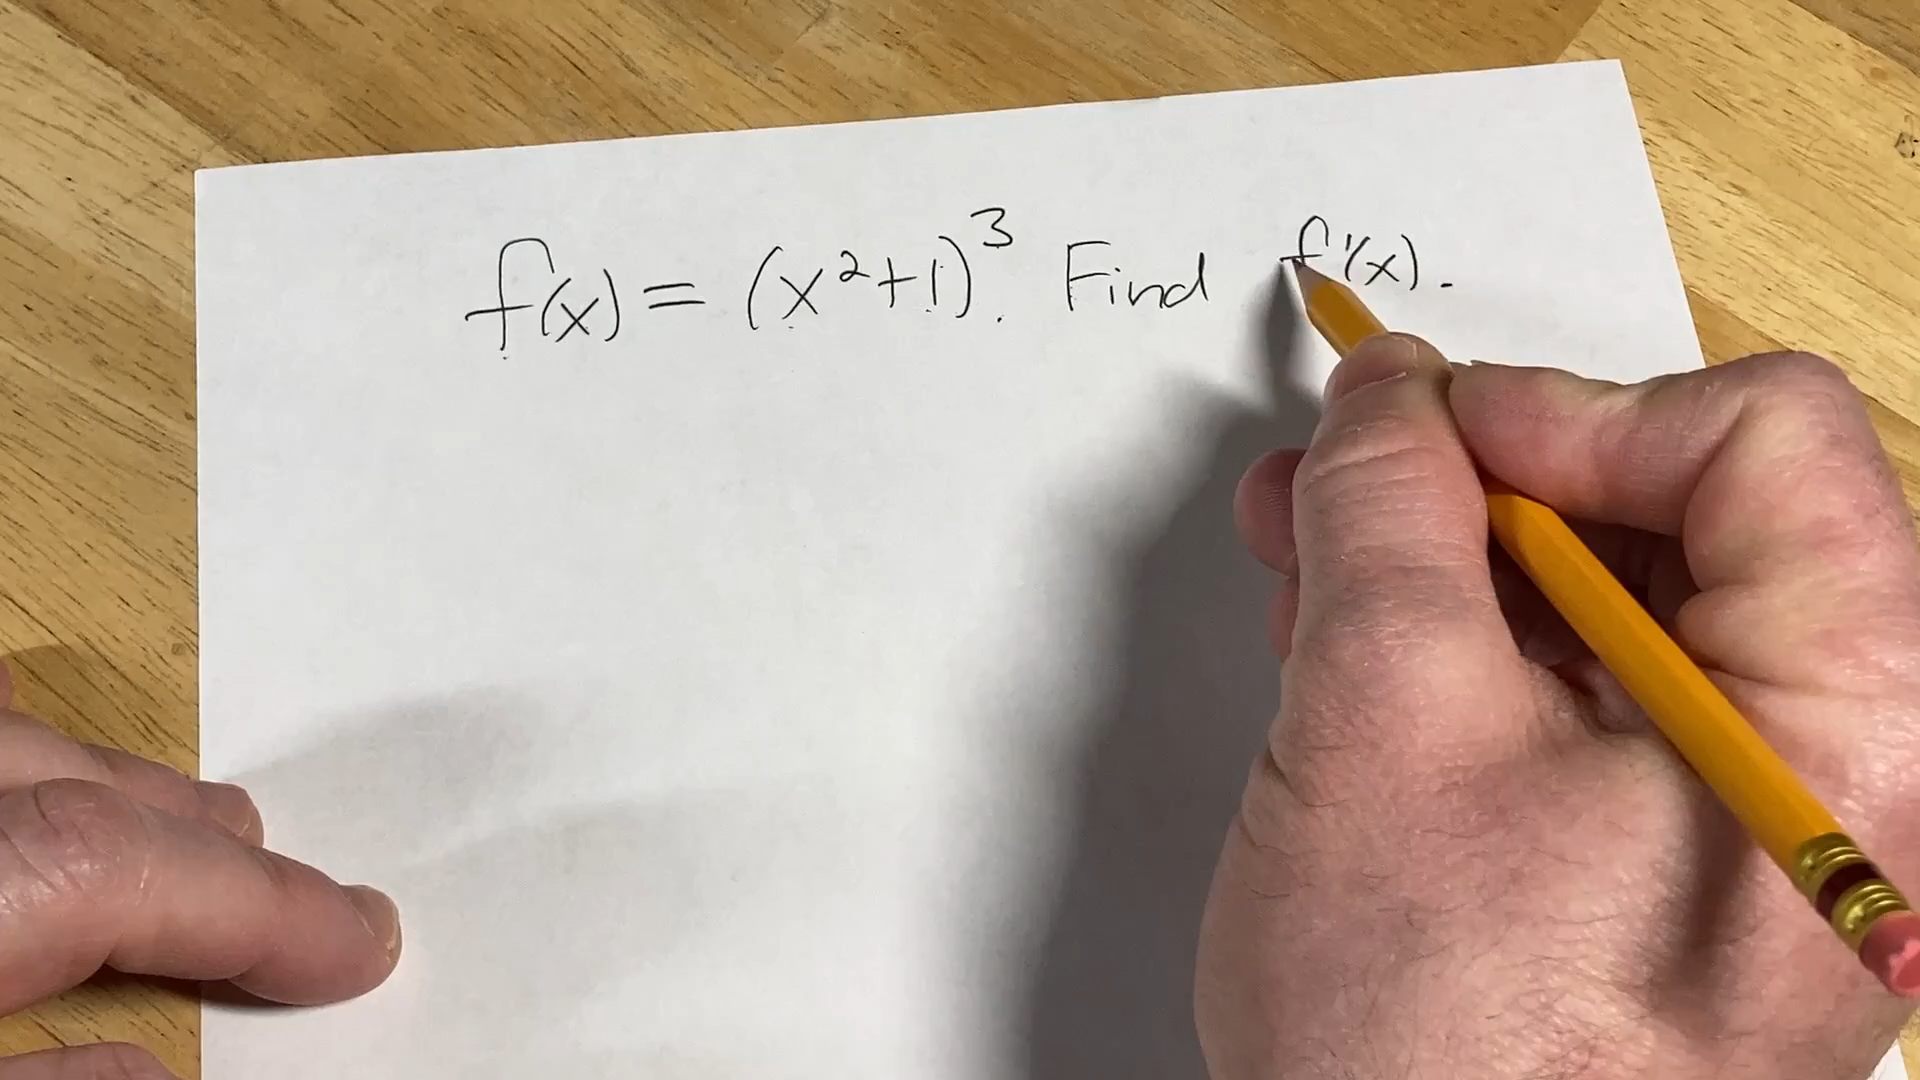 f(x) = (x²+1)³. Find f'(x).